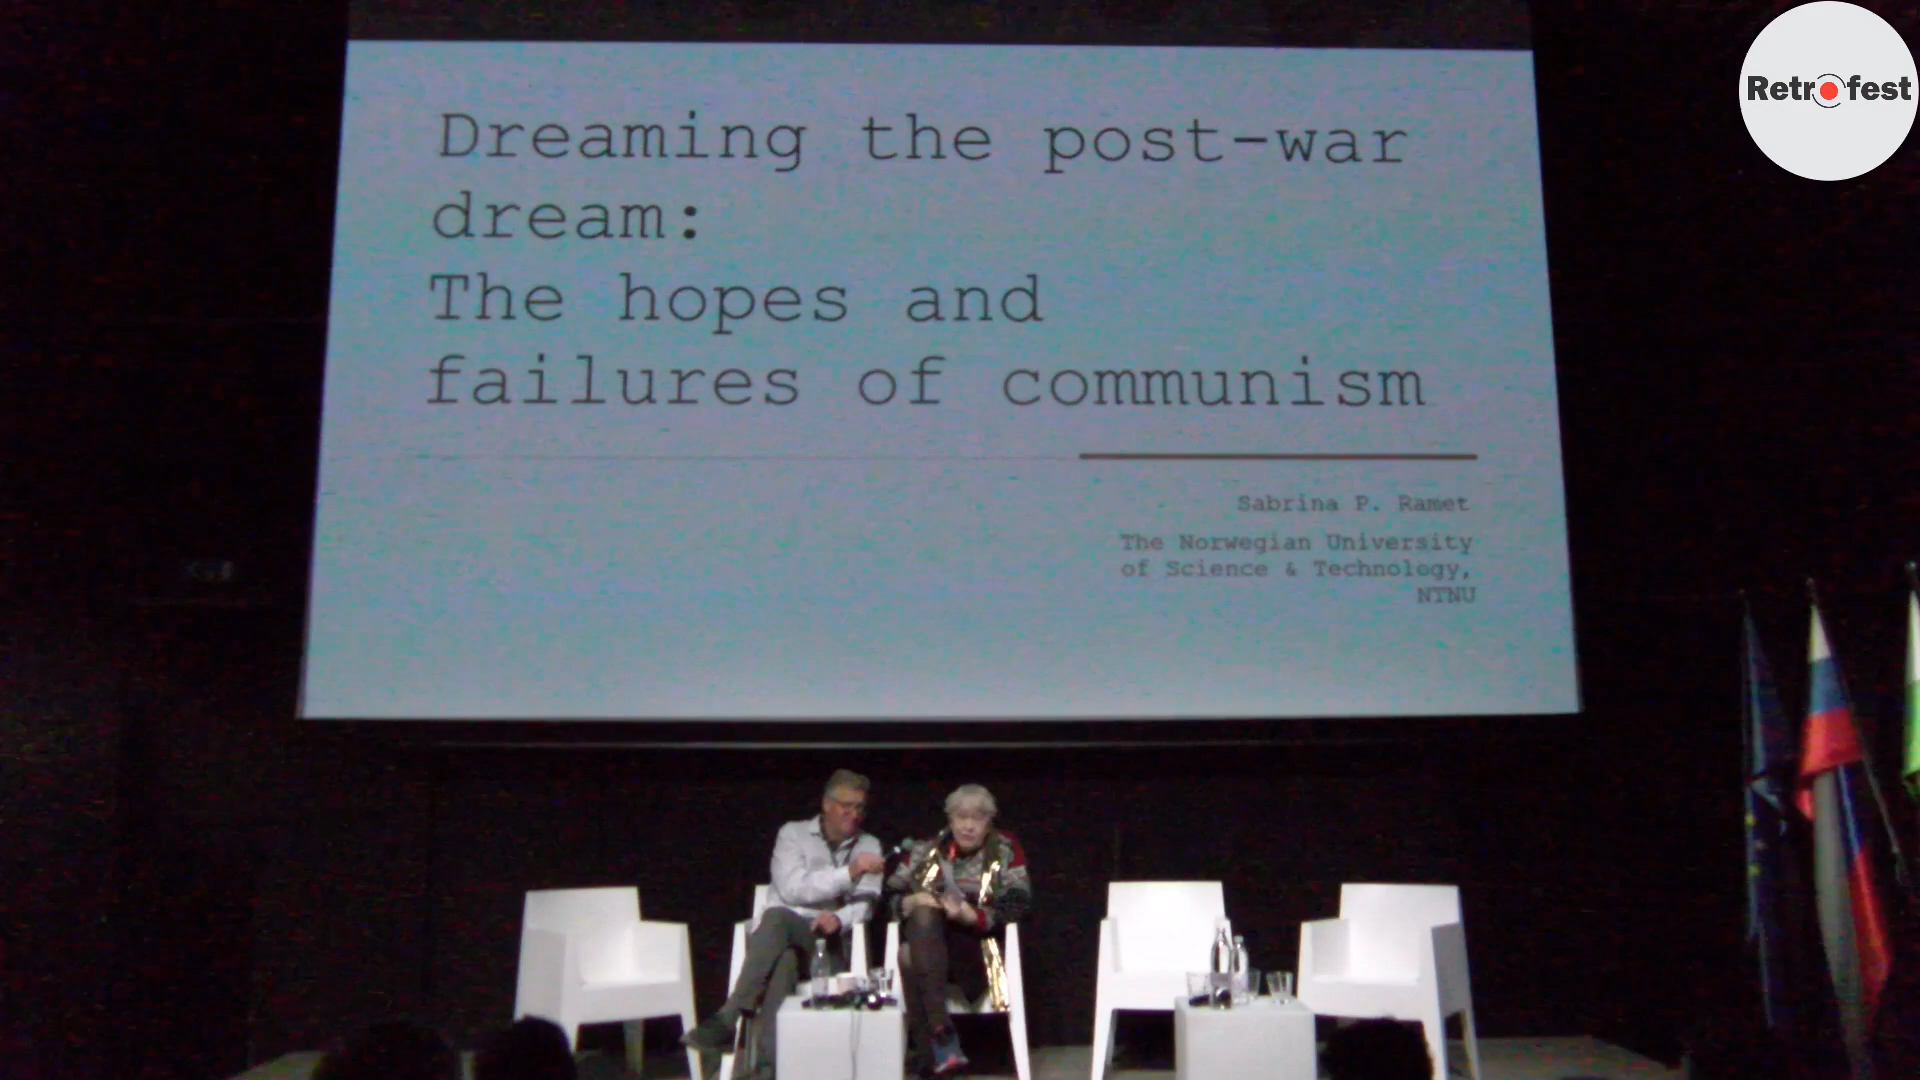 Retrofest
Dreaming the post-war
dream:
The hopes and
failures of communism
Sabrina P. Ramet
The Norwegian University
of Science & Technology,
NTNU